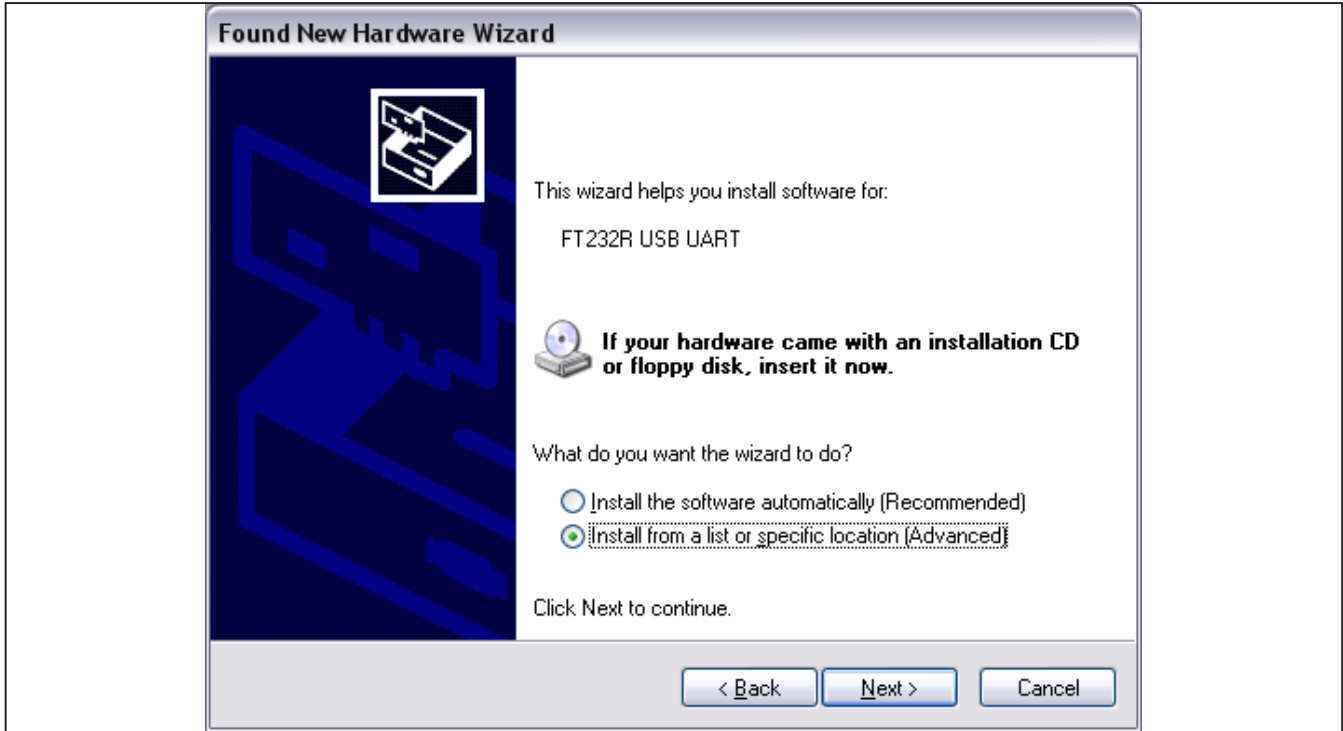 Found New Hardware Wizard
This wizard helps you install software for:
FT232R USB UART
If your hardware came with an installation CD
or floppy disk, insert it now.
What do you want the wizard to do?
Install the software automatically (Recommended)
Install from a list or specific location (Advanced)
Click Next to continue.
< Back
Next >
Cancel